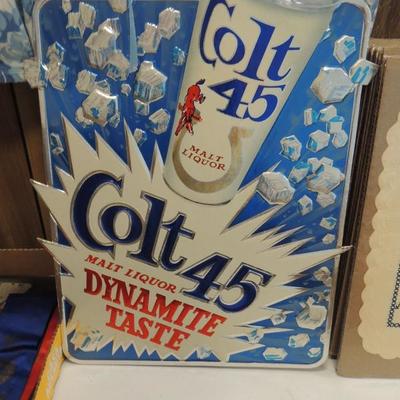 Colt
45
MALT
LIQUOR
Colt 45
MALT LIQUOR
DYNAMITE
TASTE